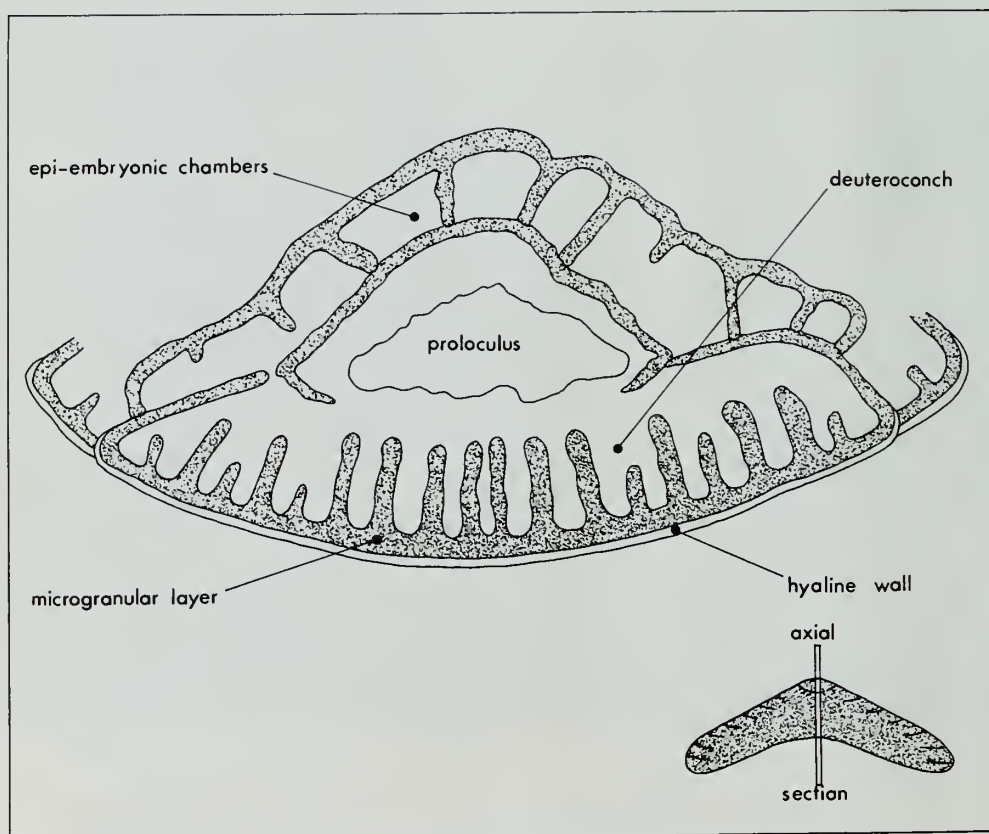 epi-embryonic chambers
deuteroconch
proloculus
microgranular layer
hyaline wall
axial
section